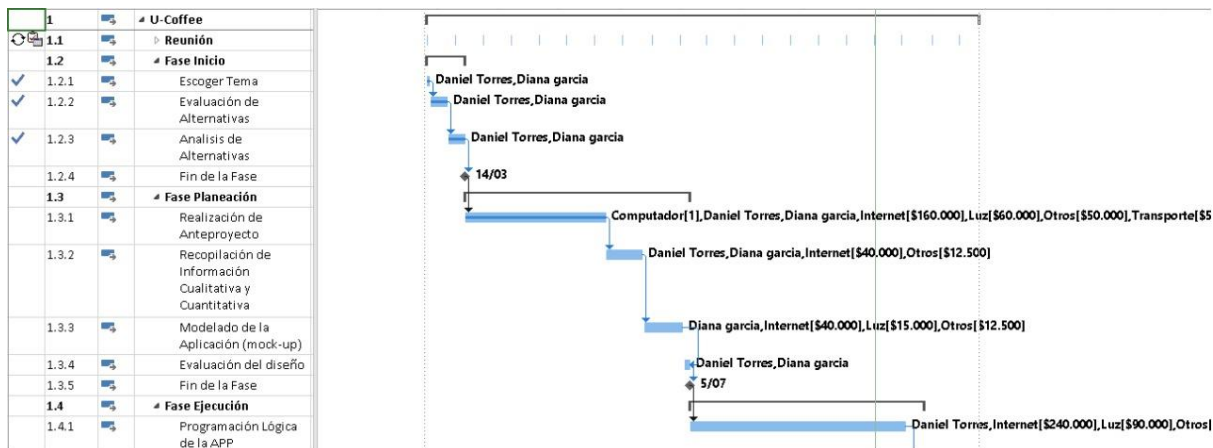 1 U-Coffee
1.1 Reunión
1.2 Fase Inicio
1.2.1 Escoger Tema Daniel Torres,Diana garcia
1.2.2 Evaluación de Daniel Torres,Diana garcia
Alternativas
1.2.3 Analisis de Daniel Torres,Diana garcia
Alternativas
1.2.4 Fin de la Fase 14/03
1.3 Fase Planeación
1.3.1 Realización de Computador[1],Daniel Torres,Diana garcia,Internet[$160.000],Luz[$60.000],Otros[$50.000],Transporte[$5
Anteproyecto
1.3.2 Recopilación de Daniel Torres,Diana garcia,Internet[$40.000],Otros[$12.500]
Información
Cualitativa y
Cuantitativa
1.3.3 Modelado de la Diana garcia,Internet[$40.000],Luz[$15.000],Otros[$12.500]
Aplicación (mock-up)
1.3.4 Evaluación del diseño Daniel Torres,Diana garcia
1.3.5 Fin de la Fase 5/07
1.4 Fase Ejecución
1.4.1 Programación Lógica Daniel Torres,Internet[$240.000],Luz[$90.000],Otros[
de la APP